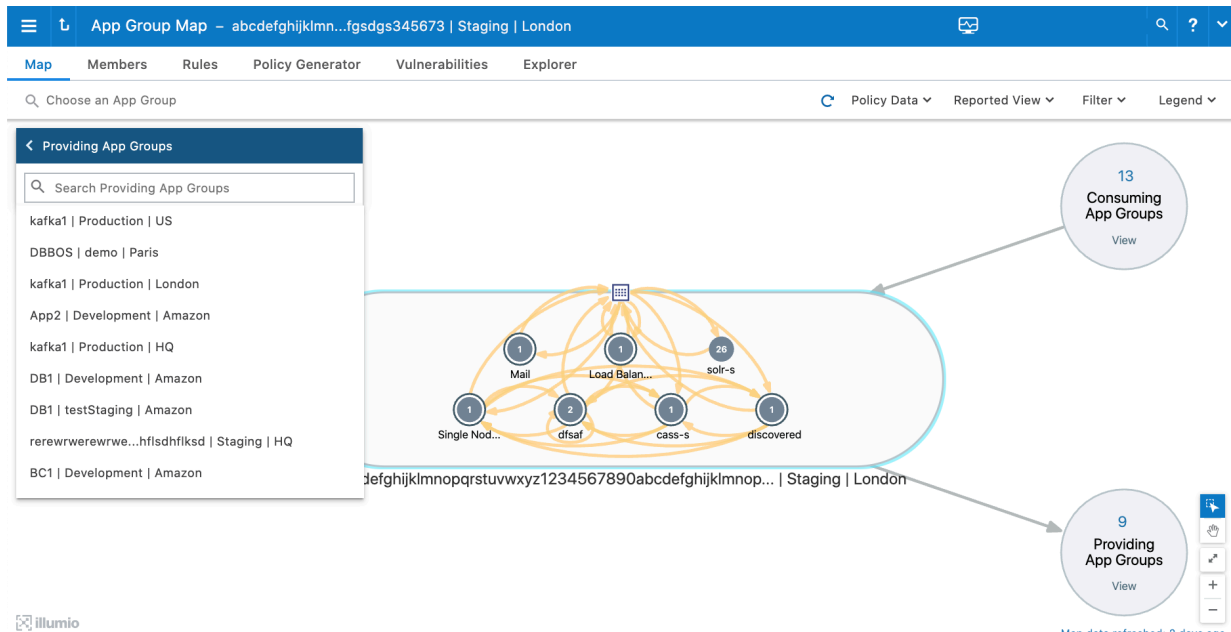 App Group Map – abcdefghijklmn...fgsdgs345673 | Staging | London
?
Map Members Rules Policy Generator Vulnerabilities Explorer
Choose an App Group
Policy Data Reported View Filter Legend
Providing App Groups
Search Providing App Groups
kafka1 | Production | US
DBBOS | demo | Paris
kafka1 | Production | London
App2 | Development | Amazon
kafka1 | Production | HQ
DB1 | Development | Amazon
DB1 | testStaging | Amazon
rerewrwerewrwe...hflsdhflksd | Staging | HQ
BC1 | Development | Amazon
13
Consuming
App Groups
View
1 1 26
Mail Load Balan... solr-s
1 2 1 1
Single Nod... dfsaf cass-s discovered
defghijklmnopqrstuvwxyz1234567890abcdefghijklmnop... | Staging | London
9
Providing
App Groups
View
illumio